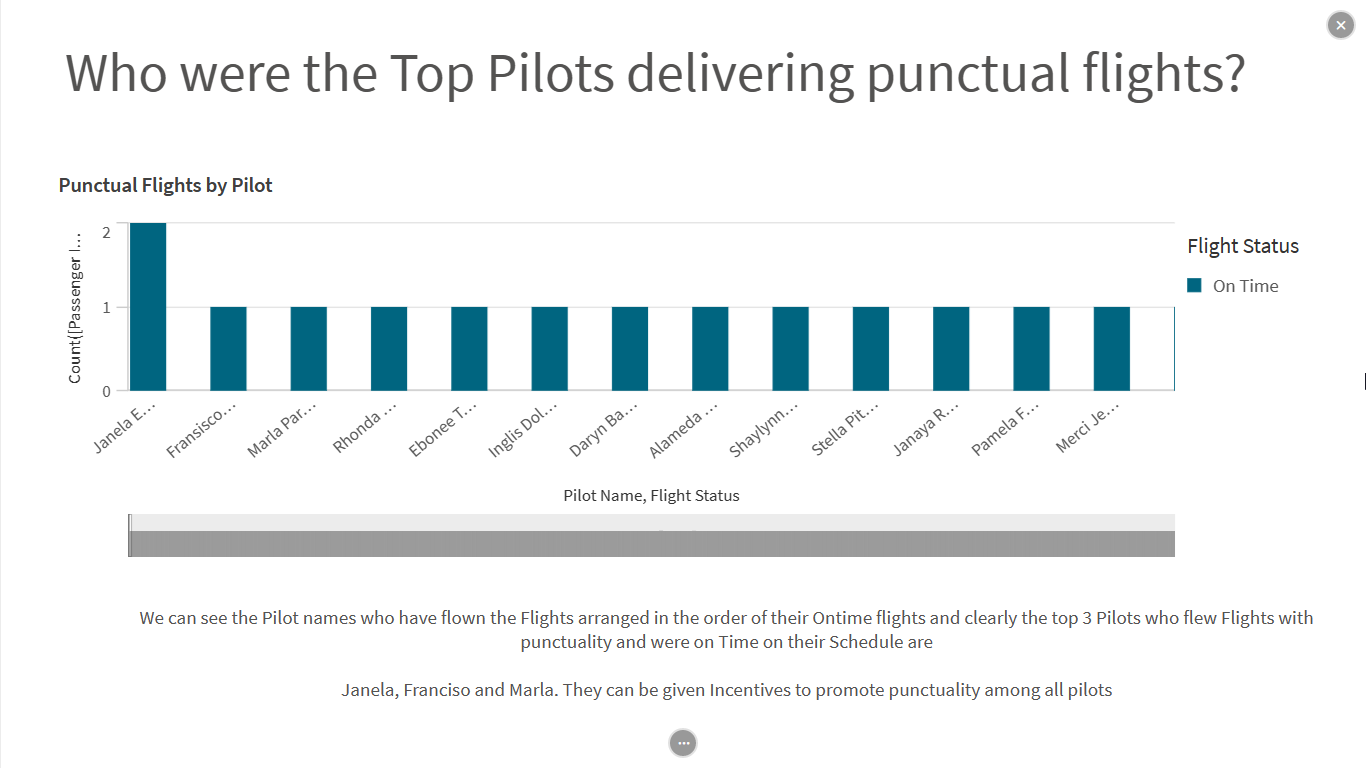 Who were the Top Pilots delivering punctual flights?
Punctual Flights by Pilot
Count([Passenger I...
2
1
0
Janela E...
Fransisco...
Marla Par...
Rhonda ...
Ebonee T...
Inglis Dol...
Daryn Ba...
Alameda ...
Shaylynn...
Stella Pit...
Janaya R...
Pamela F...
Merci Je...
Pilot Name, Flight Status
Flight Status
On Time
We can see the Pilot names who have flown the Flights arranged in the order of their Ontime flights and clearly the top 3 Pilots who flew Flights with
punctuality and were on Time on their Schedule are
Janela, Franciso and Marla. They can be given Incentives to promote punctuality among all pilots